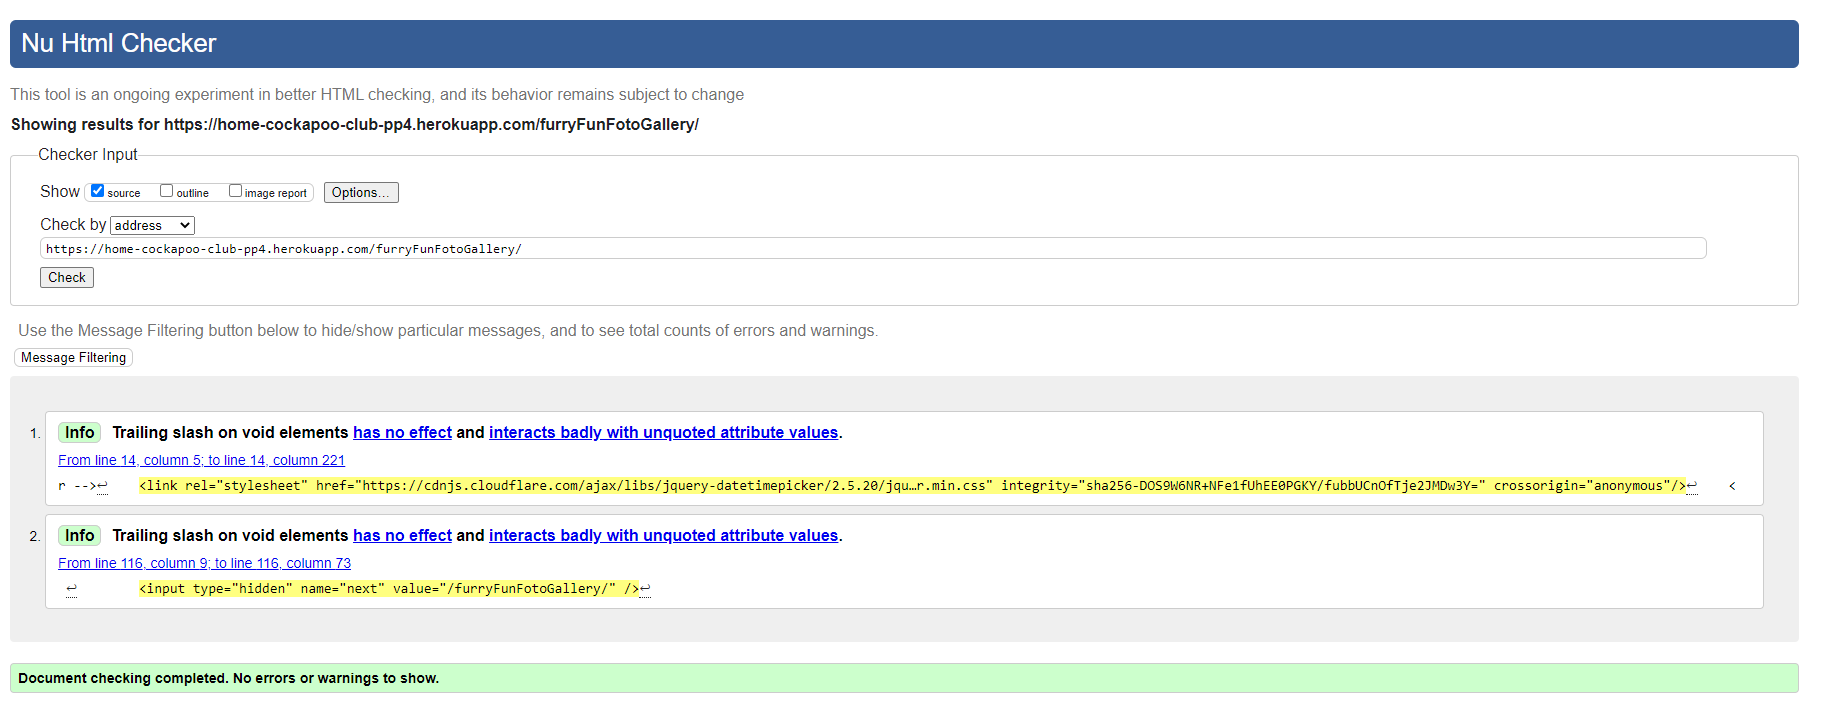 Nu Html Checker
This tool is an ongoing experiment in better HTML checking, and its behavior remains subject to change
Showing results for https://home-cockapoo-club-pp4.herokuapp.com/furryFunFotoGallery/
Checker Input
Show source outline image report Options...
Check by address
https://home-cockapoo-club-pp4.herokuapp.com/furryFunFotoGallery/
Check
Use the Message Filtering button below to hide/show particular messages, and to see total counts of errors and warnings.
Message Filtering
1. Info Trailing slash on void elements has no effect and interacts badly with unquoted attribute values.
From line 14, column 5; to line 14, column 221
r -->↩ <link rel="stylesheet" href="https://cdnjs.cloudflare.com/ajax/libs/jquery-datetimepicker/2.5.20/jqu…r.min.css" integrity="sha256-DOS9W6NR+NFe1fUhEE0PGKY/fubbUCnOfTje2JMDw3Y=" crossorigin="anonymous"/>↩ <
2. Info Trailing slash on void elements has no effect and interacts badly with unquoted attribute values.
From line 116, column 9; to line 116, column 73
↩ <input type="hidden" name="next" value="/furryFunFotoGallery/" />↩
Document checking completed. No errors or warnings to show.